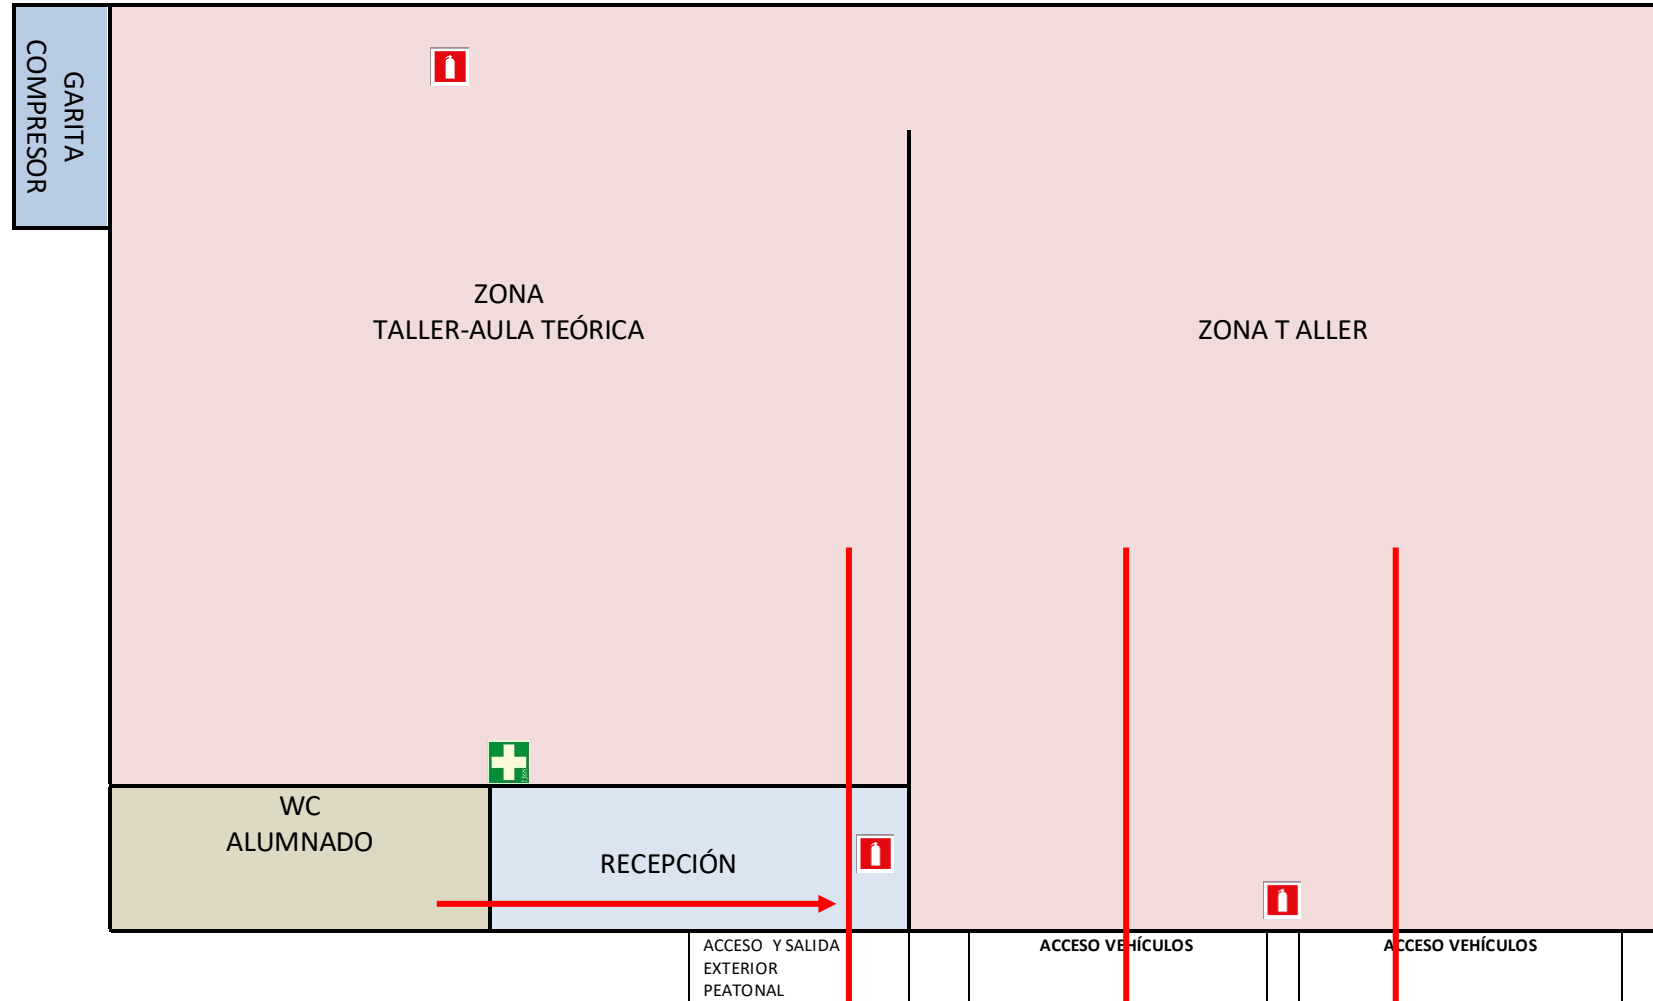 GARITA
COMPRESOR
ZONA
TALLER-AULA TEÓRICA
ZONA T ALLER
WC
ALUMNADO
RECEPCIÓN
ACCESO Y SALIDA
EXTERIOR
PEATONAL
ACCESO VEHÍCULOS
ACCESO VEHÍCULOS